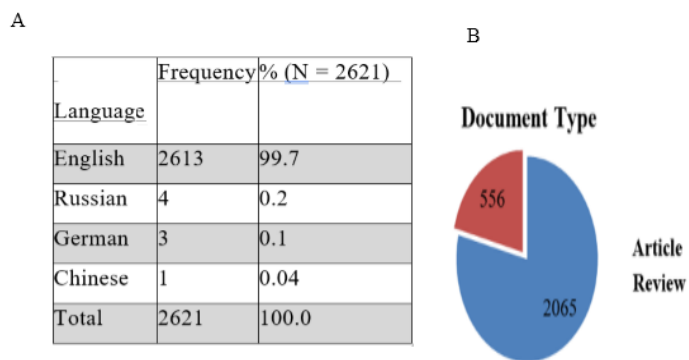 A
B
Frequency % (N = 2621)
Language
English 2613 99.7
Russian 4 0.2
German 3 0.1
Chinese 1 0.04
Total 2621 100.0
Document Type
556
2065
Article
Review